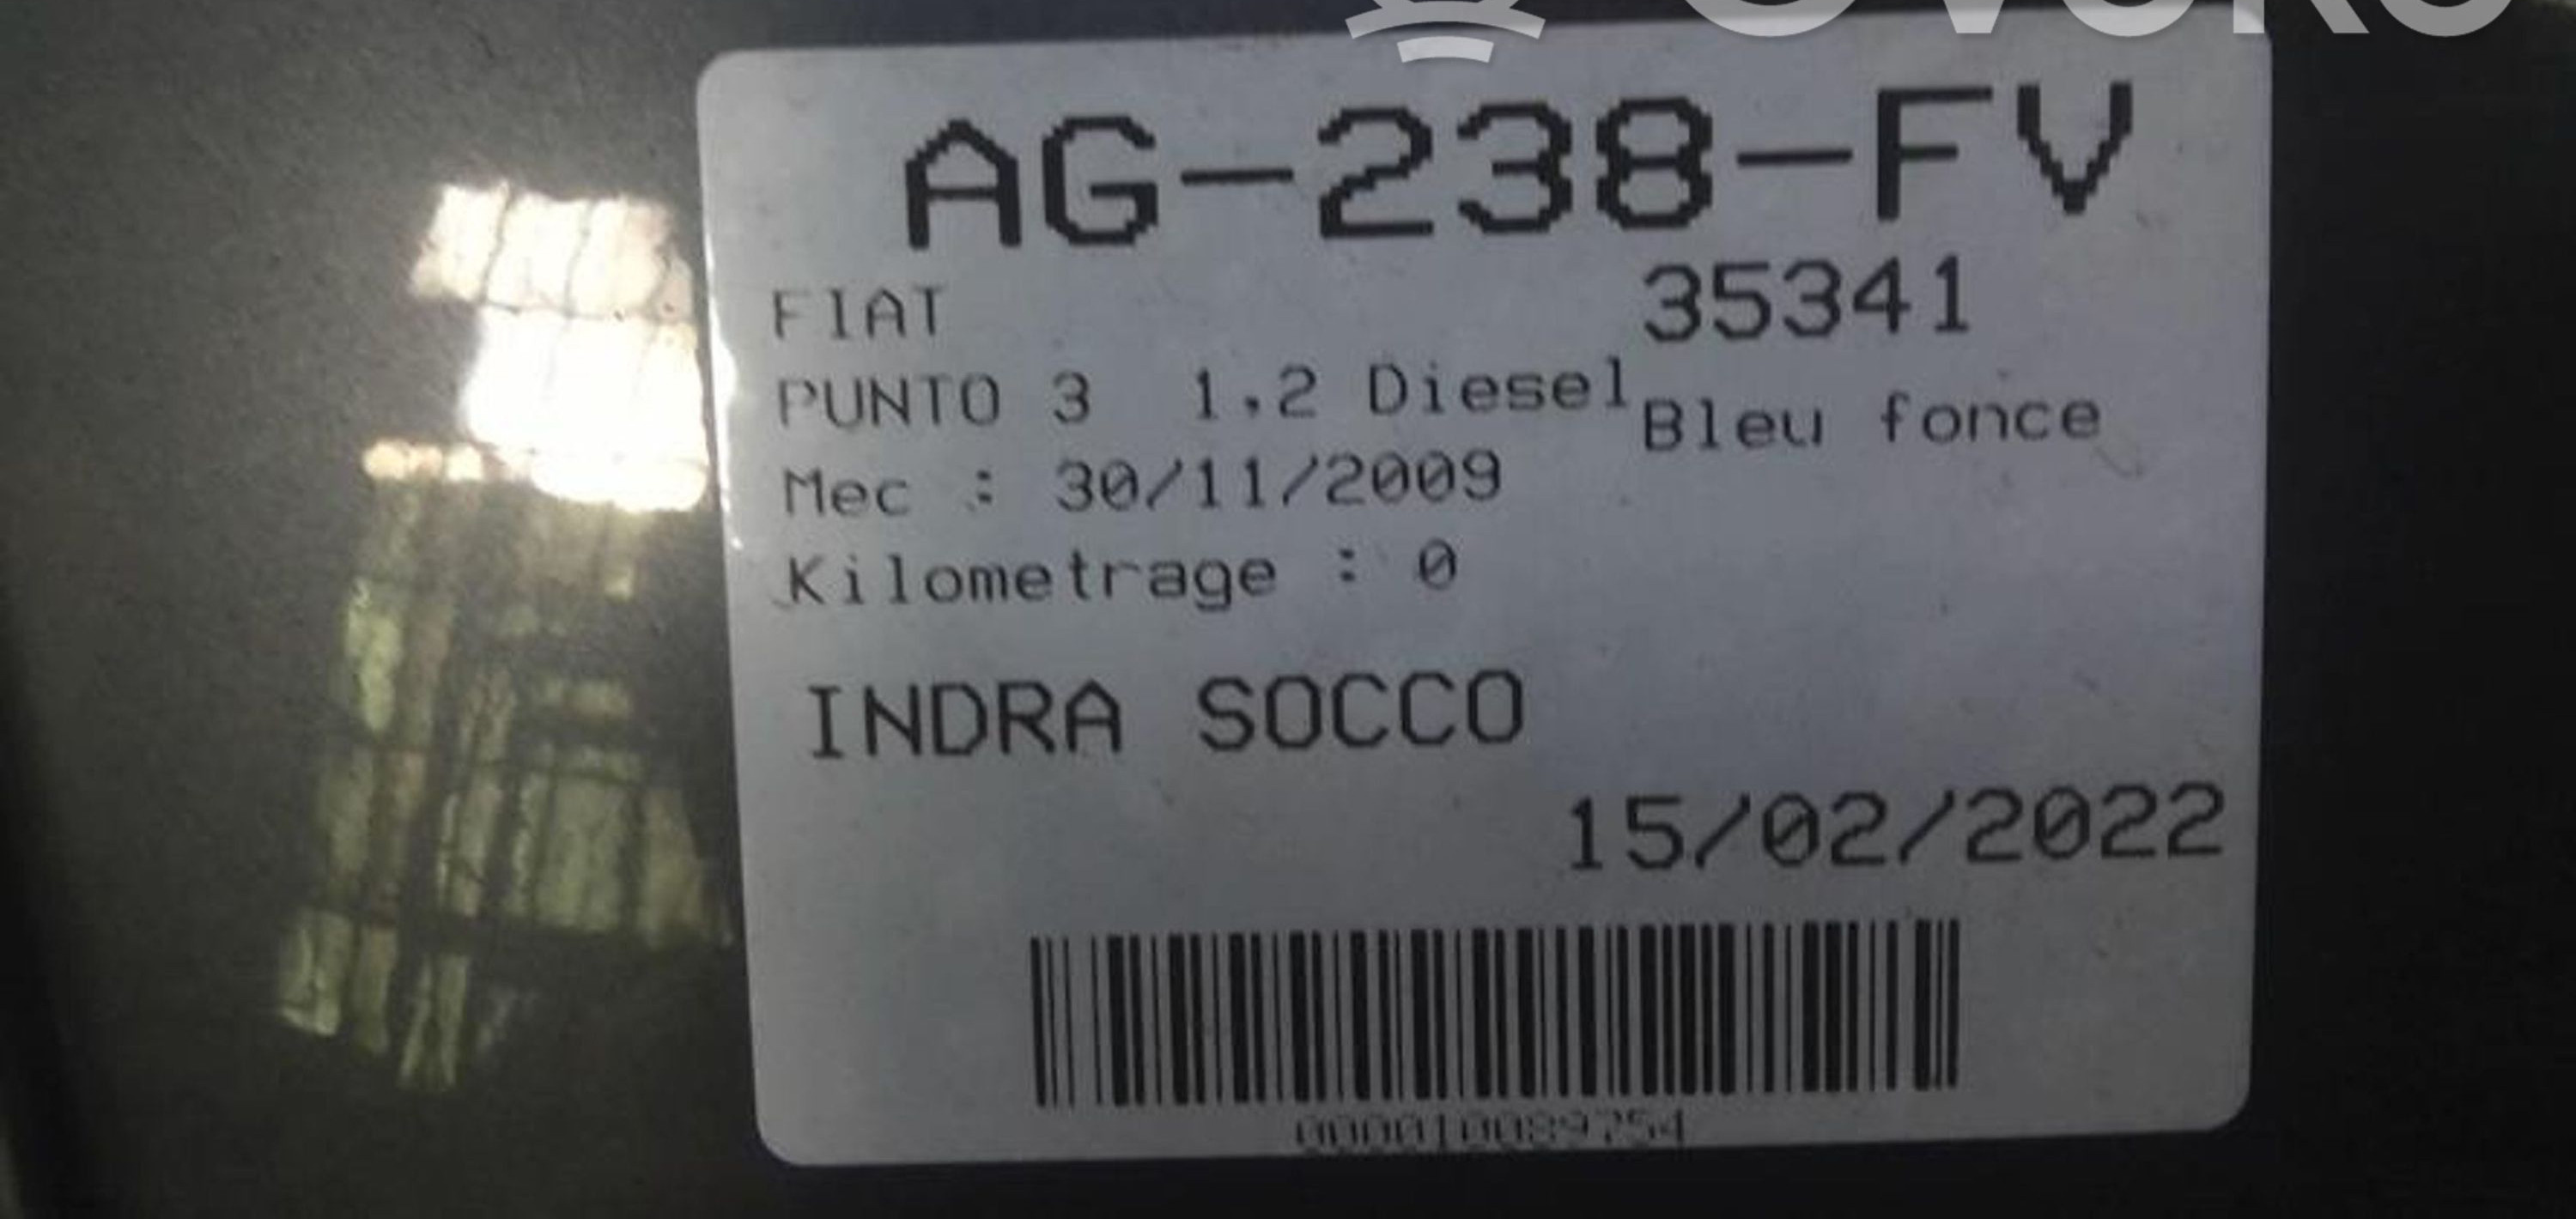 AG-238-FV
FIAT
35341
PUNTO 3 1,2 Diesel
Bleu fonce
Mec : 30/11/2009
Kilometrage : 0
INDRA SOCCO
15/02/2022